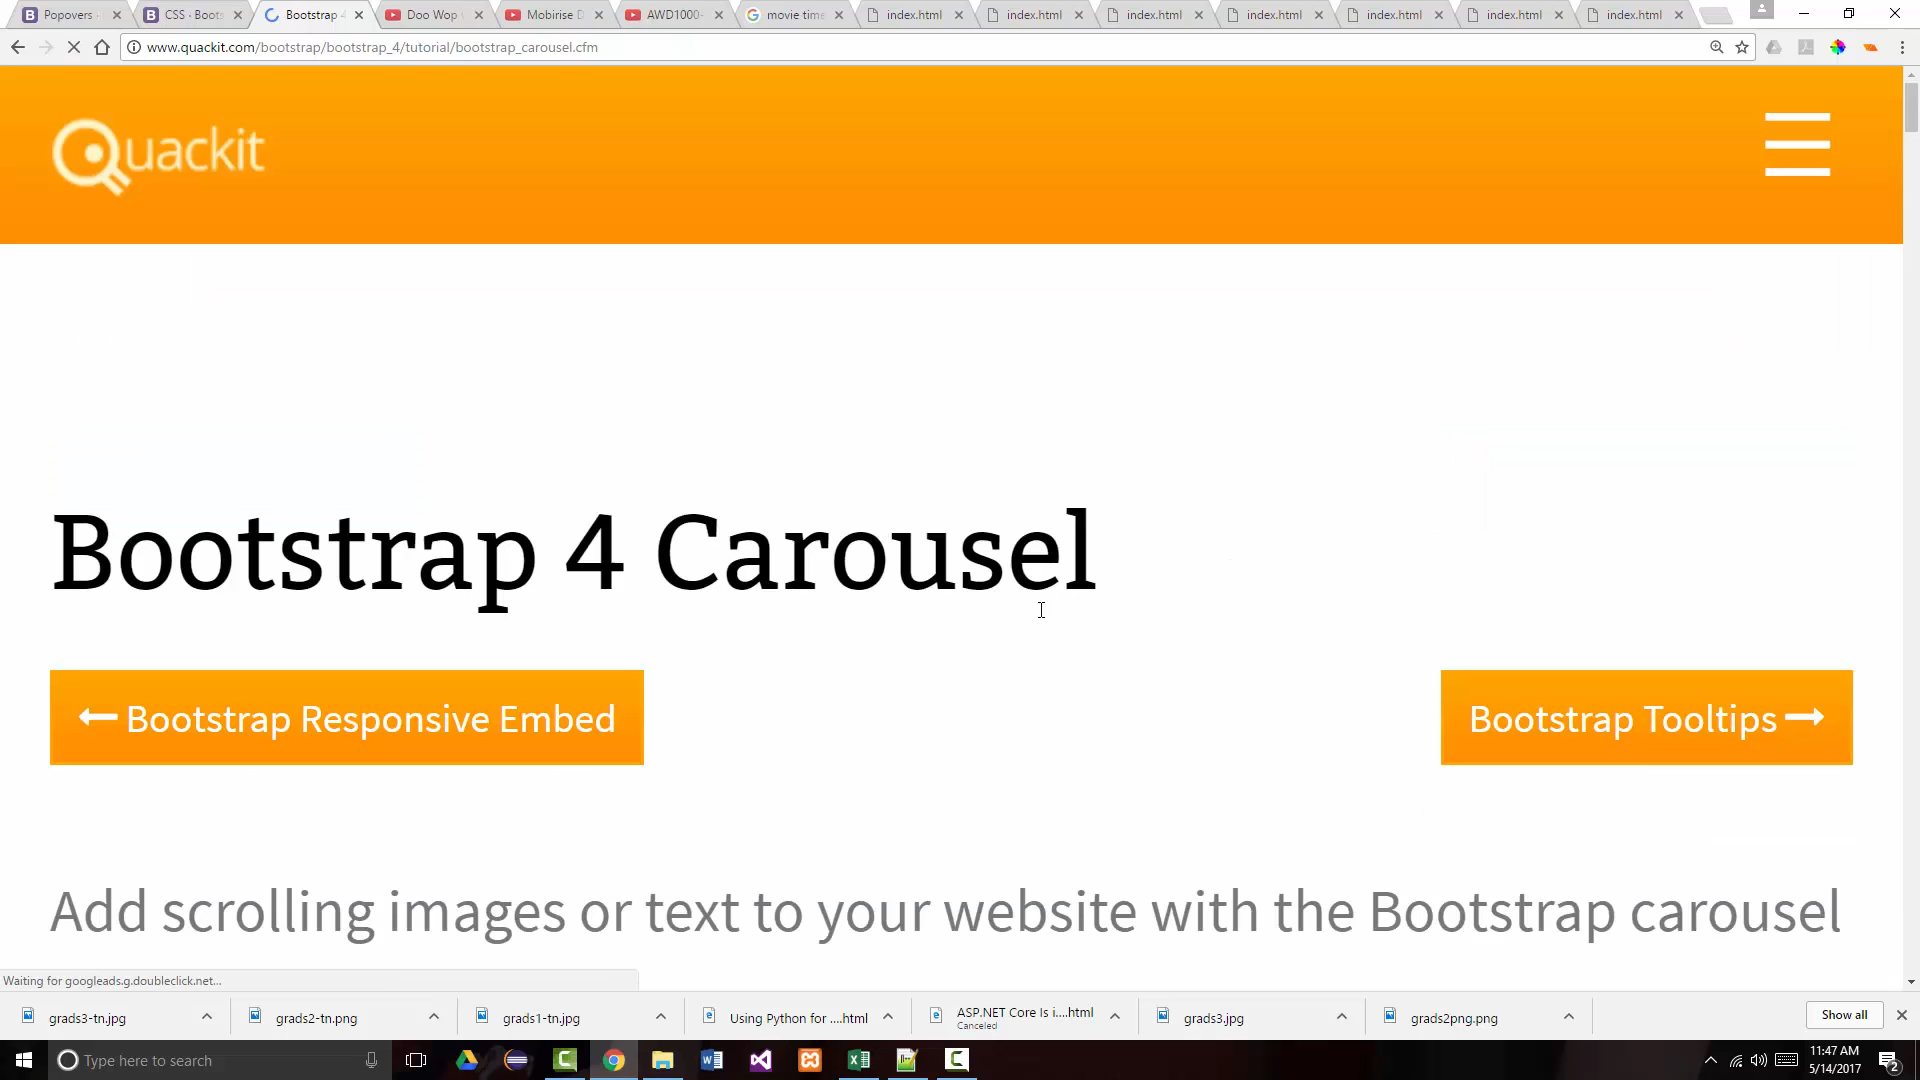 Popovers
CSS · Boots
Bootstrap 4
Doo Wop
Mobirise D
AWD1000-
movie time
index.html
index.html
index.html
index.html
index.html
index.html
index.html
www.quackit.com/bootstrap/bootstrap_4/tutorial/bootstrap_carousel.cfm
Quackit
Bootstrap 4 Carousel
Bootstrap Responsive Embed
Bootstrap Tooltips
Add scrolling images or text to your website with the Bootstrap carousel
Waiting for googleads.g.doubleclick.net...
grads3-tn.jpg
grads2-tn.png
grads1-tn.jpg
Using Python for ....html
ASP.NET Core Is i....html
Canceled
grads3.jpg
grads2png.png
Show all
Type here to search
11:47 AM
5/14/2017
2